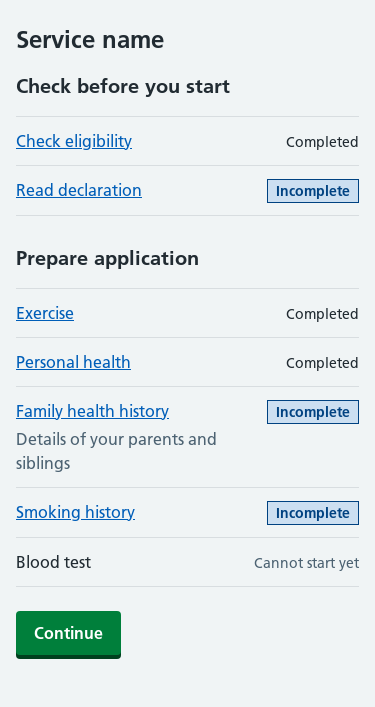 Service name
Check before you start
Check eligibility Completed
Read declaration Incomplete
Prepare application
Exercise Completed
Personal health Completed
Family health history Incomplete
Details of your parents and
siblings
Smoking history Incomplete
Blood test Cannot start yet
Continue